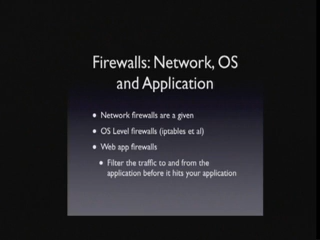 Firewalls: Network, OS
and Application
• Network firewalls are a given
• OS Level firewalls (iptables et al)
• Web app firewalls
• Filter the traffic to and from the
application before it hits your application